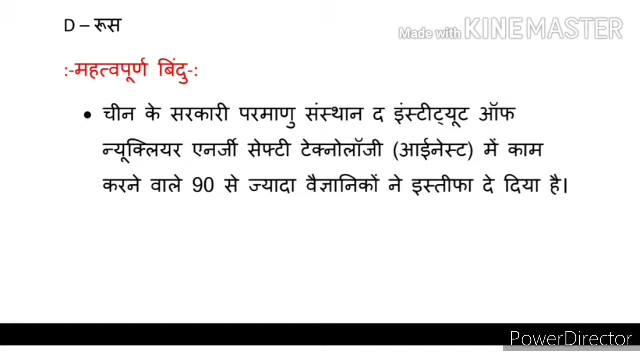 D – रूस
Made with KINEMASTER
:-महत्वपूर्ण बिंदु-:
• चीन के सरकारी परमाणु संस्थान द इंस्टीट्यूट ऑफ
न्यूक्लियर एनर्जी सेफ्टी टेक्नोलॉजी (आईनेस्ट) में काम
करने वाले 90 से ज्यादा वैज्ञानिकों ने इस्तीफा दे दिया है।
PowerDirector